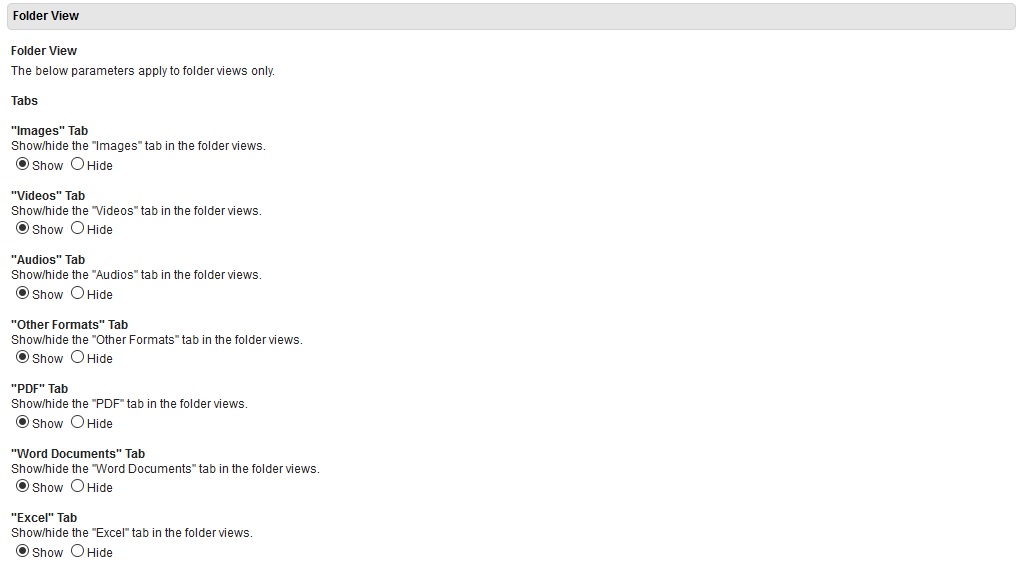 Folder View
Folder View
The below parameters apply to folder views only.
Tabs
"Images" Tab
Show/hide the "Images" tab in the folder views.
Show Hide
"Videos" Tab
Show/hide the "Videos" tab in the folder views.
Show Hide
"Audios" Tab
Show/hide the "Audios" tab in the folder views.
Show Hide
"Other Formats" Tab
Show/hide the "Other Formats" tab in the folder views.
Show Hide
"PDF" Tab
Show/hide the "PDF" tab in the folder views.
Show Hide
"Word Documents" Tab
Show/hide the "Word Documents" tab in the folder views.
Show Hide
"Excel" Tab
Show/hide the "Excel" tab in the folder views.
Show Hide